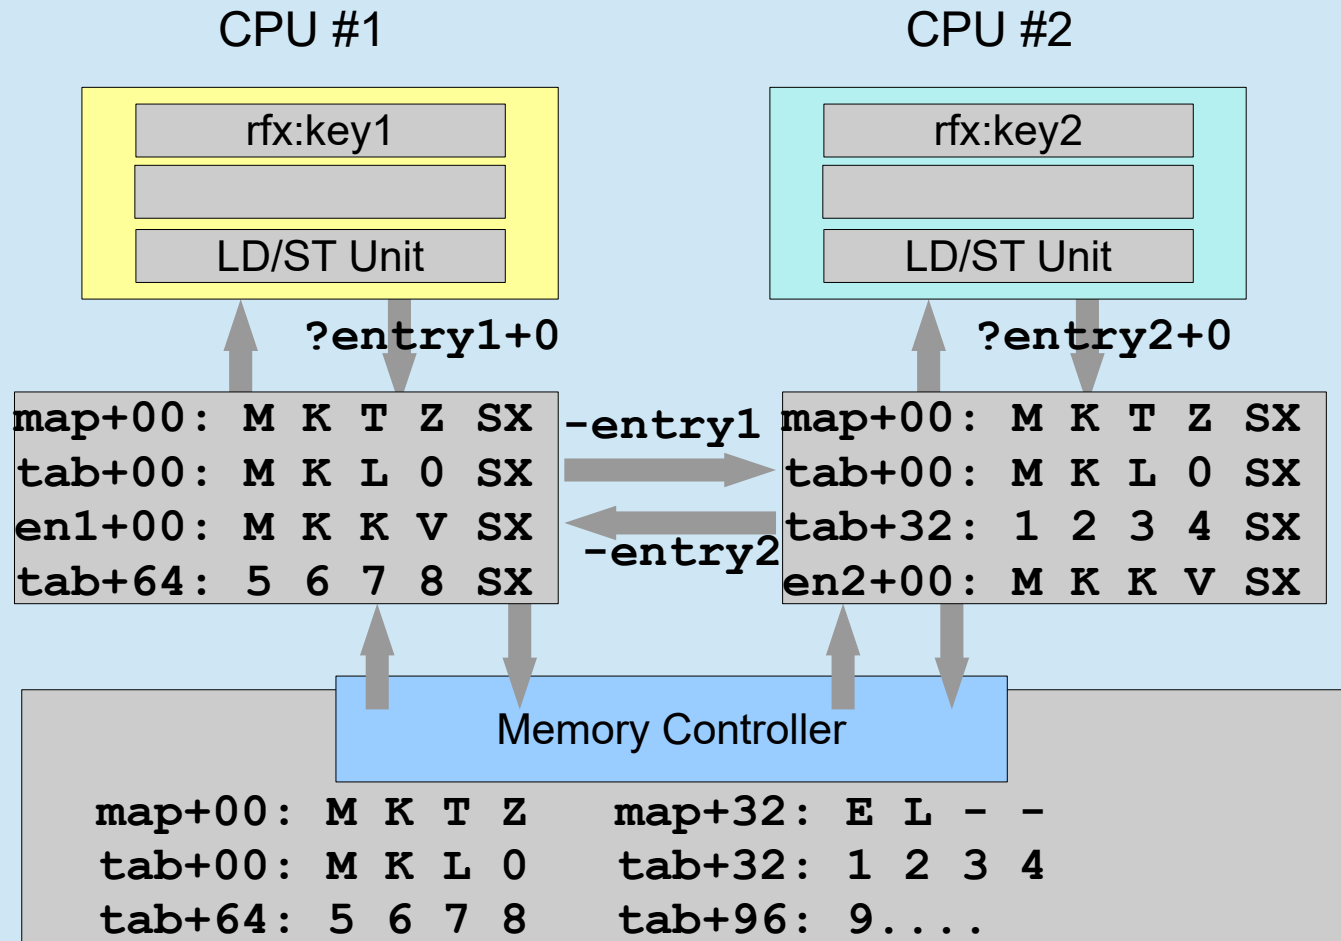 CPU #1
CPU #2
rfx:key1
rfx:key2
LD/ST Unit
LD/ST Unit
?entry1+0
?entry2+0
map+00: M K T Z SX
tab+00: M K L 0 SX
en1+00: M K K V SX
tab+64: 5 6 7 8 SX
-entry1
-entry2
map+00: M K T Z SX
tab+00: M K L 0 SX
tab+32: 1 2 3 4 SX
en2+00: M K K V SX
Memory Controller
map+00: M K T Z
map+32: E L - -
tab+00: M K L 0
tab+32: 1 2 3 4
tab+64: 5 6 7 8
tab+96: 9....